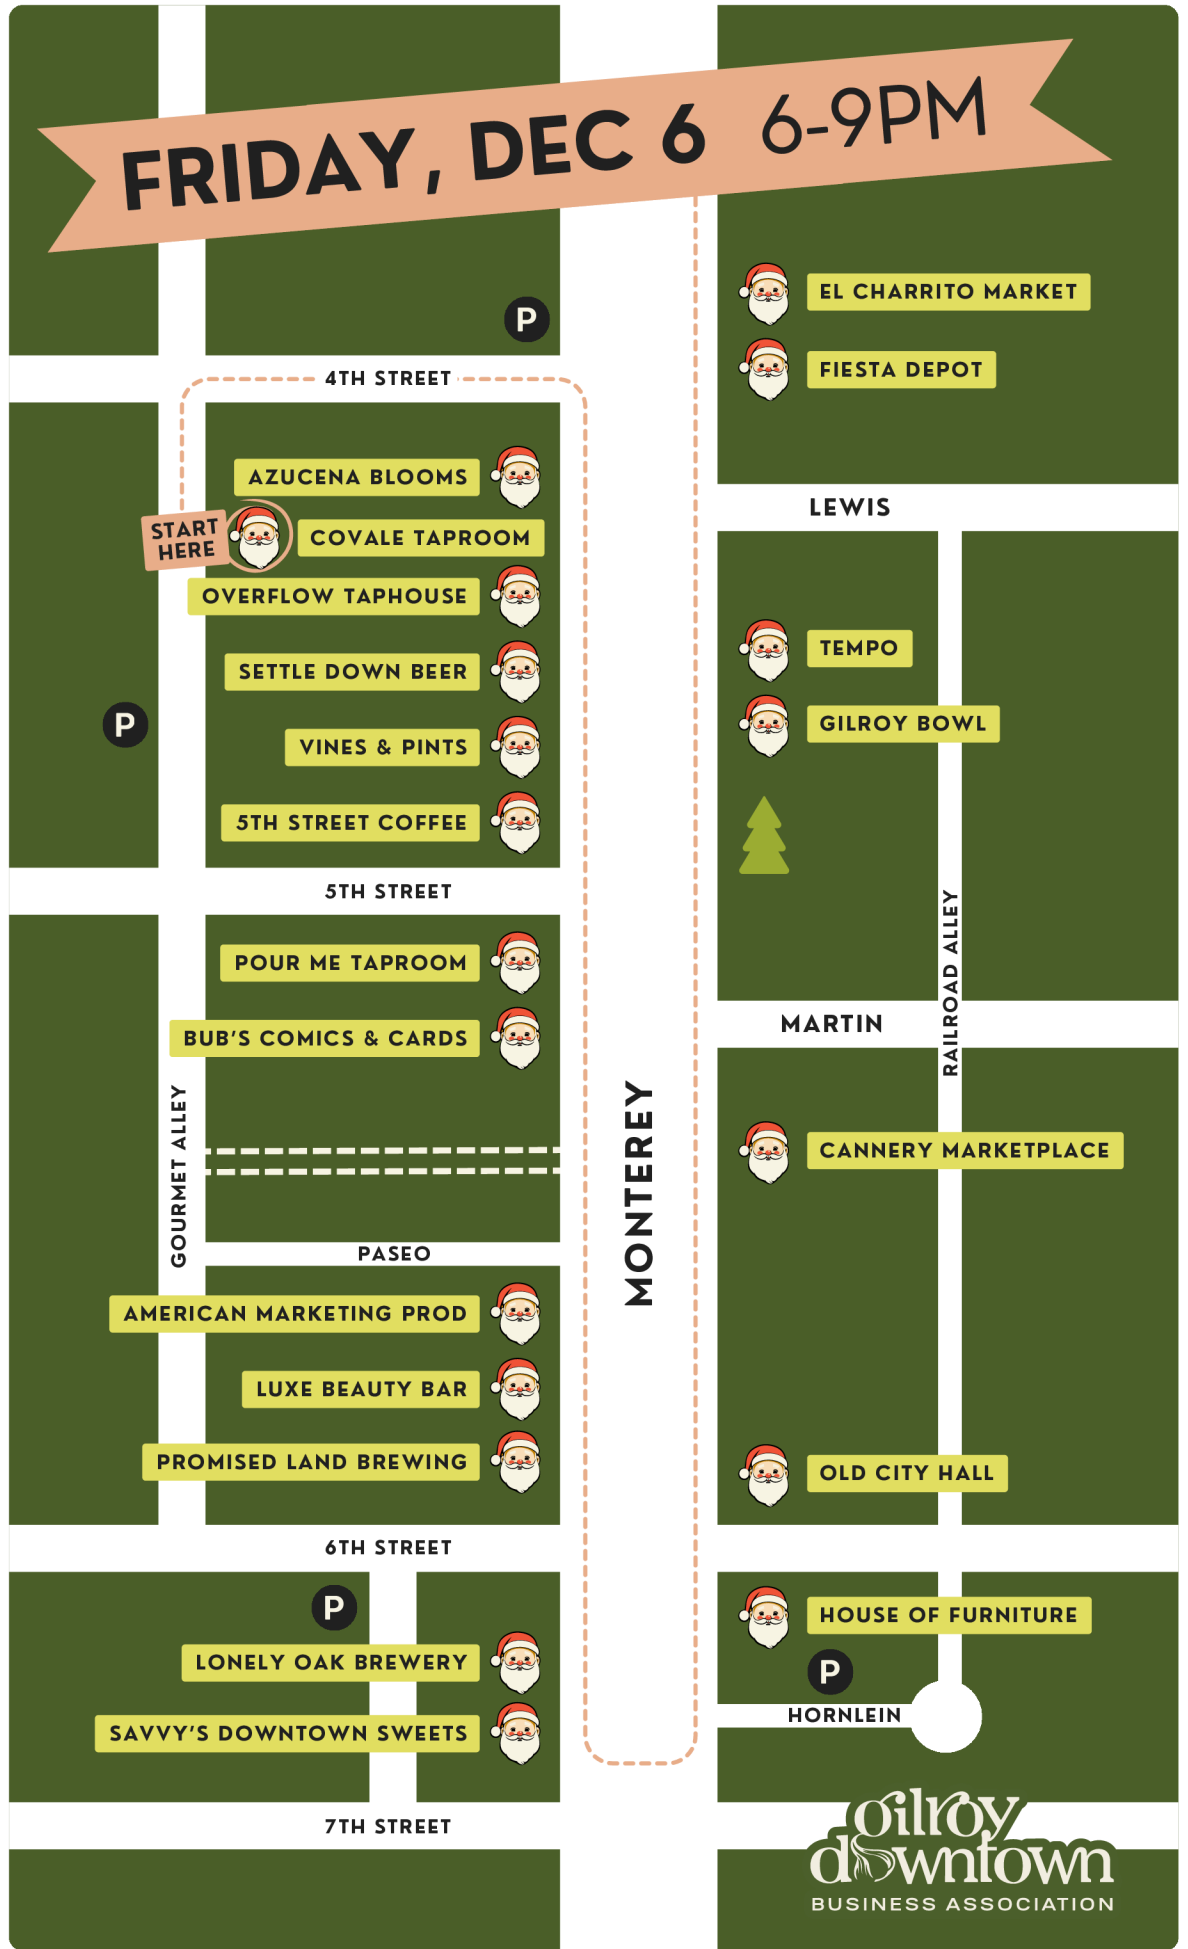 FRIDAY, DEC 6 6-9PM
P
EL CHARRITO MARKET
FIESTA DEPOT
4TH STREET
AZUCENA BLOOMS
START
HERE
COVALE TAPROOM
OVERFLOW TAPHOUSE
SETTLE DOWN BEER
P
VINES & PINTS
5TH STREET COFFEE
LEWIS
TEMPO
GILROY BOWL
5TH STREET
POUR ME TAPROOM
BUB'S COMICS & CARDS
GOURMET ALLEY
PASEO
MONTEREY
RAILROAD ALLEY
MARTIN
CANNERY MARKETPLACE
AMERICAN MARKETING PROD
LUXE BEAUTY BAR
PROMISED LAND BREWING
OLD CITY HALL
6TH STREET
P
LONELY OAK BREWERY
SAVVY'S DOWNTOWN SWEETS
HOUSE OF FURNITURE
P
HORNLEIN
7TH STREET
gilroy
downtown
BUSINESS ASSOCIATION